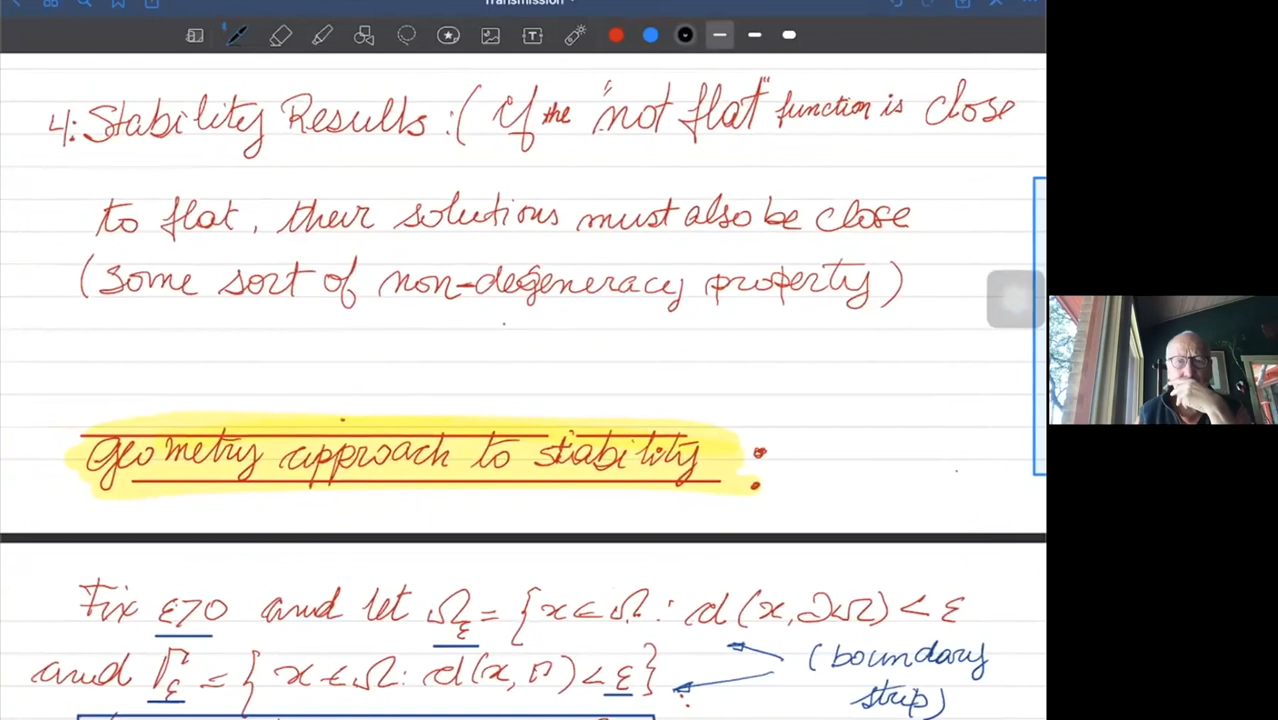 Transmission
4: Stability Results: ( if the "not flat" function is close
to flat, their solutions must also be close
(Some sort of non-degeneracy property)
Geometry approach to stability :
Fix ε>0 and let Ω_ε = {x∈Ω: d(x,∂Ω) < ε
and Γ_ε = { x∈Ω: d(x, Γ) < ε }
(boundary
strip)